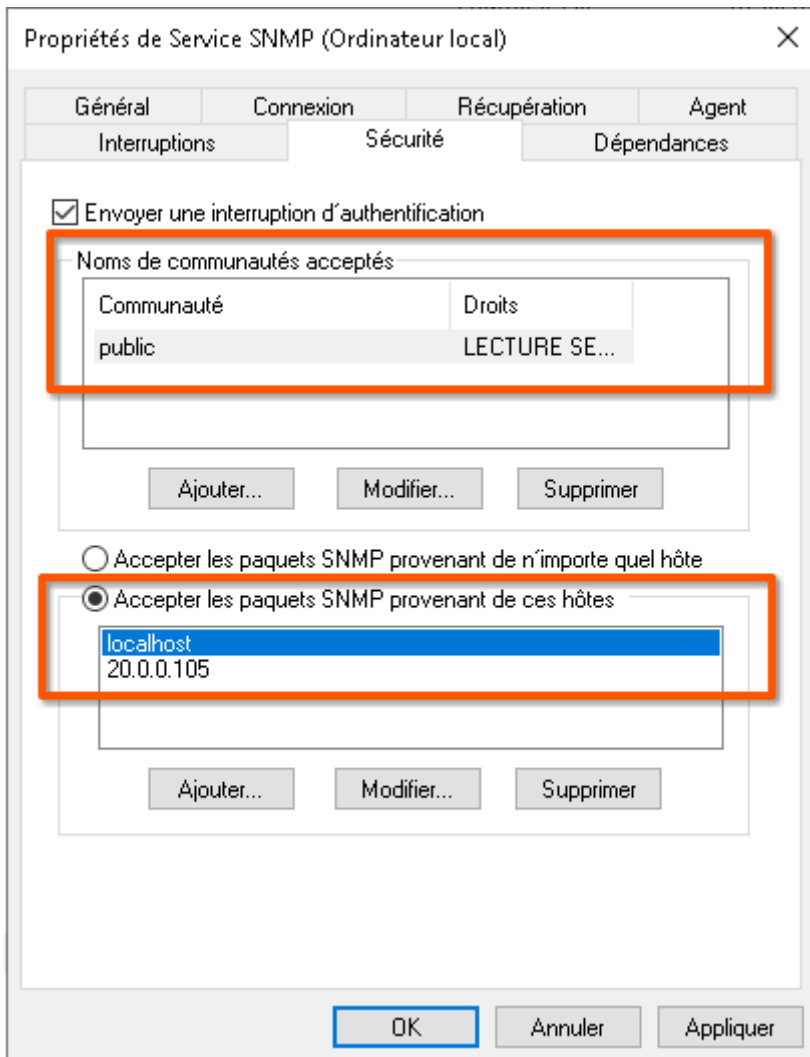 Propriétés de Service SNMP (Ordinateur local)
Général Connexion Récupération Agent
Interruptions Sécurité Dépendances
Envoyer une interruption d´authentification
Noms de communautés acceptés
Communauté Droits
public LECTURE SE...
Ajouter... Modifier... Supprimer
Accepter les paquets SNMP provenant de n´importe quel hôte
Accepter les paquets SNMP provenant de ces hôtes
localhost
20.0.0.105
Ajouter... Modifier... Supprimer
OK Annuler Appliquer